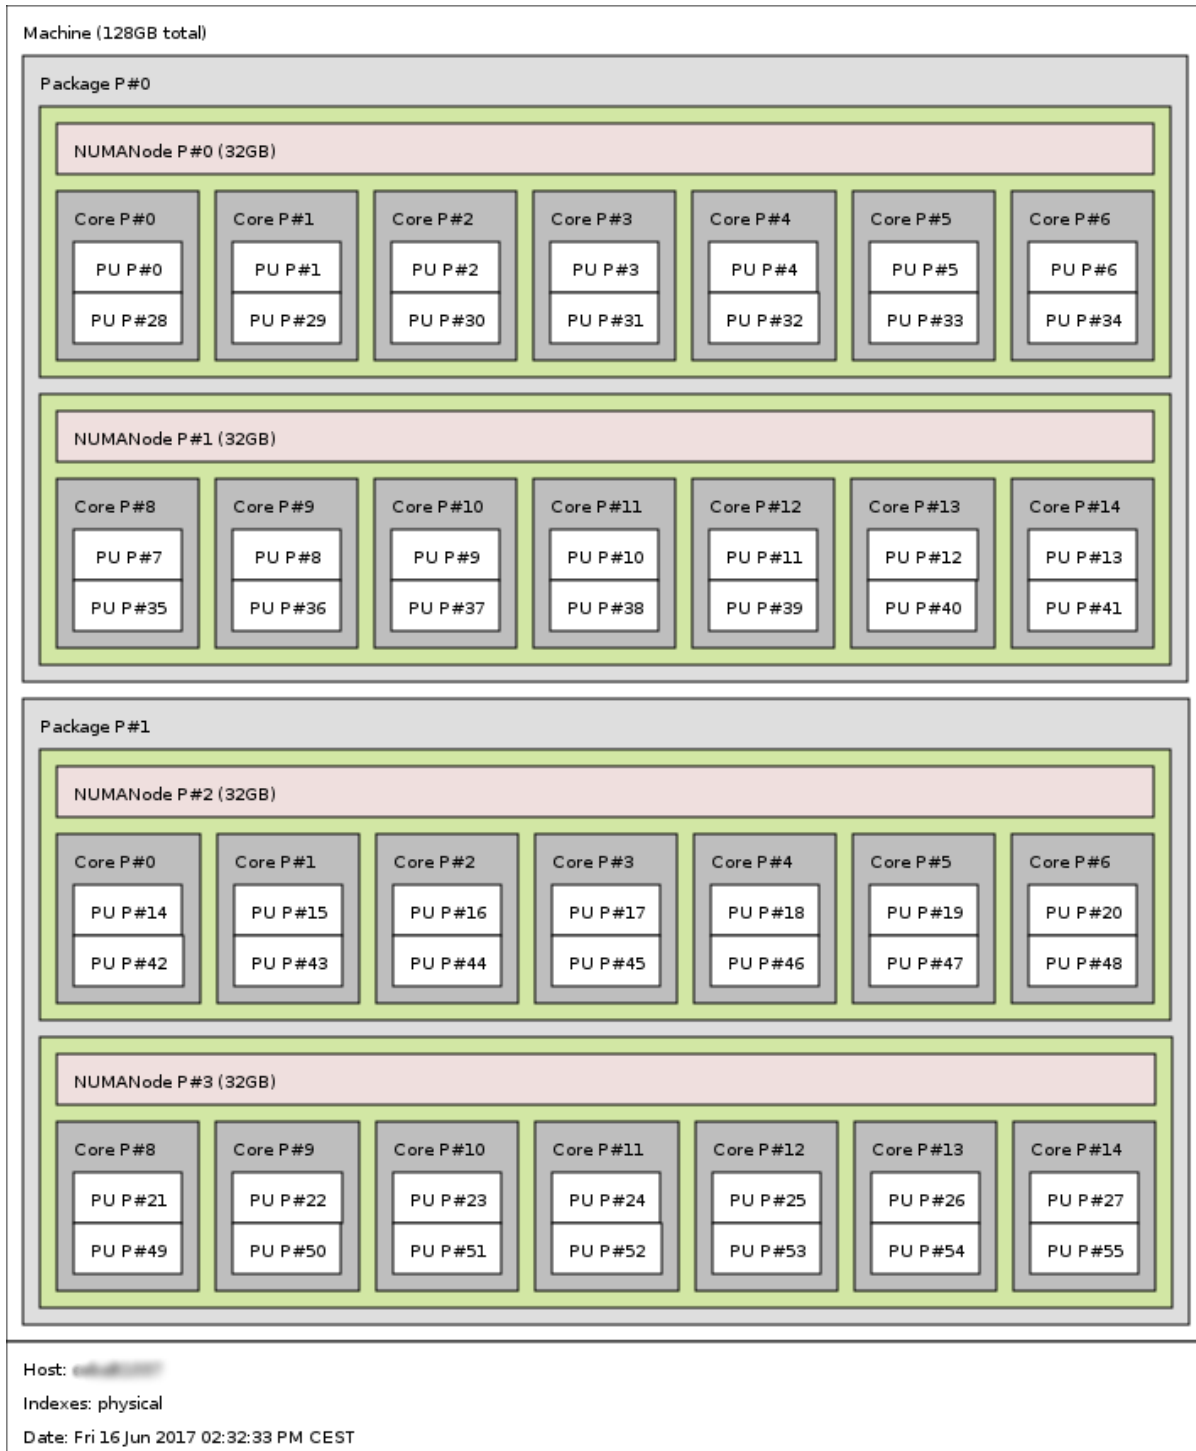 Machine (128GB total)
Package P#0
NUMANode P#0 (32GB)
Core P#0 Core P#1 Core P#2 Core P#3 Core P#4 Core P#5 Core P#6
PU P#0 PU P#1 PU P#2 PU P#3 PU P#4 PU P#5 PU P#6
PU P#28 PU P#29 PU P#30 PU P#31 PU P#32 PU P#33 PU P#34
NUMANode P#1 (32GB)
Core P#8 Core P#9 Core P#10 Core P#11 Core P#12 Core P#13 Core P#14
PU P#7 PU P#8 PU P#9 PU P#10 PU P#11 PU P#12 PU P#13
PU P#35 PU P#36 PU P#37 PU P#38 PU P#39 PU P#40 PU P#41
Package P#1
NUMANode P#2 (32GB)
Core P#0 Core P#1 Core P#2 Core P#3 Core P#4 Core P#5 Core P#6
PU P#14 PU P#15 PU P#16 PU P#17 PU P#18 PU P#19 PU P#20
PU P#42 PU P#43 PU P#44 PU P#45 PU P#46 PU P#47 PU P#48
NUMANode P#3 (32GB)
Core P#8 Core P#9 Core P#10 Core P#11 Core P#12 Core P#13 Core P#14
PU P#21 PU P#22 PU P#23 PU P#24 PU P#25 PU P#26 PU P#27
PU P#49 PU P#50 PU P#51 PU P#52 PU P#53 PU P#54 PU P#55
Host:
Indexes: physical
Date: Fri 16 Jun 2017 02:32:33 PM CEST